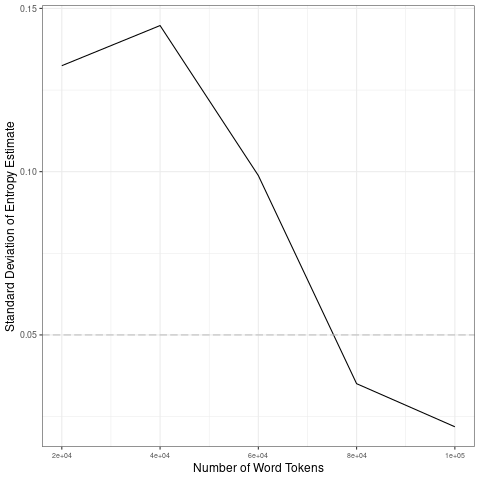 0.15
0.10
0.05
Standard Deviation of Entropy Estimate
2e+04 4e+04 6e+04 8e+04 1e+05
Number of Word Tokens